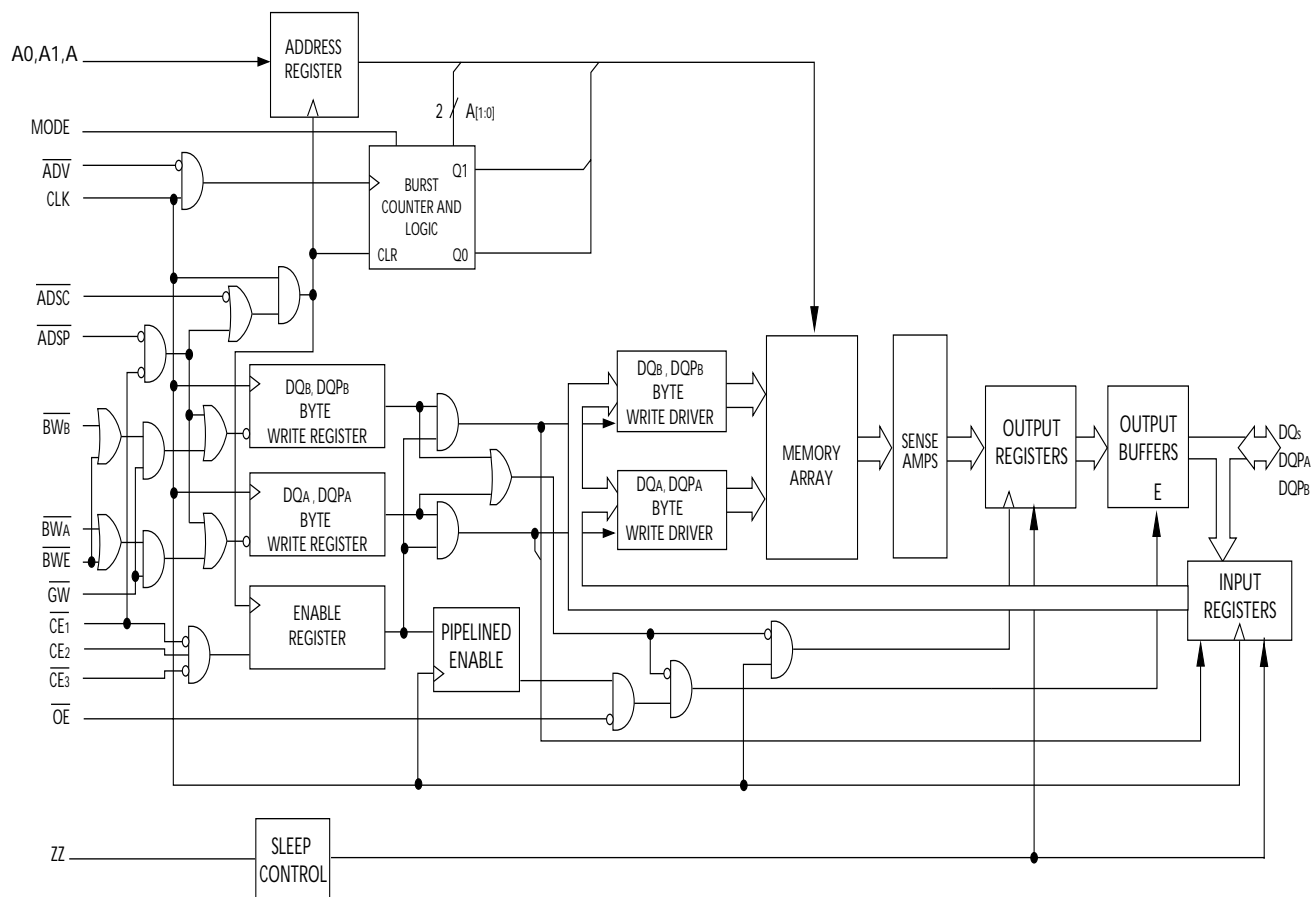 A0,A1,A
ADDRESS
REGISTER
2
A[1:0]
MODE
ADV
CLK
BURST
COUNTER AND
LOGIC
CLR
Q1
Q0
ADSC
ADSP
DQB , DQPB
BYTE
WRITE REGISTER
DQB , DQPB
BYTE
WRITE DRIVER
MEMORY
ARRAY
SENSE
AMPS
OUTPUT
REGISTERS
OUTPUT
BUFFERS
E
DQs
DQPA
DQPB
BWB
DQA , DQPA
BYTE
WRITE REGISTER
DQA, DQPA
BYTE
WRITE DRIVER
BWA
BWE
GW
CE1
CE2
CE3
ENABLE
REGISTER
PIPELINED
ENABLE
INPUT
REGISTERS
OE
ZZ
SLEEP
CONTROL